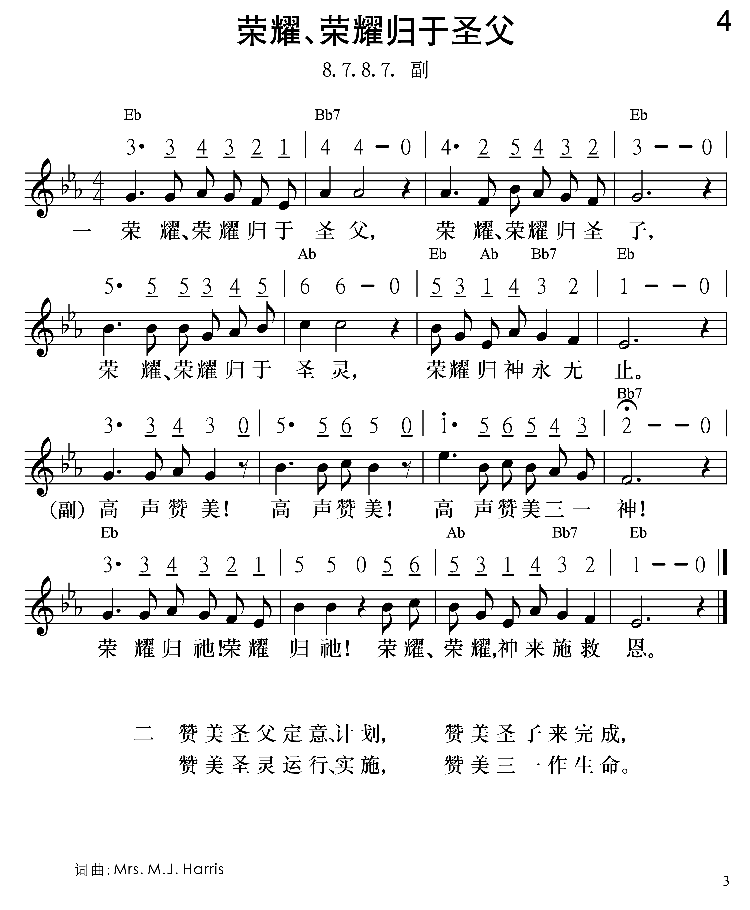 荣耀、荣耀归于圣父
4
8.7.8.7. 副
Eb Bb7 Eb
3· 3 4 3 2 1 | 4 4 – 0 | 4· 2 5 4 3 2 | 3 – – 0 |
4 4
一 荣 耀、荣耀归于 圣 父, 荣 耀、荣耀归圣 子,
Ab Eb Ab Bb7 Eb
5· 5 5 3 4 5 | 6 6 – 0 | 5 3 1 4 3 2 | 1 – – 0 |
荣 耀、荣耀归于 圣 灵, 荣耀归神永无 止。
Bb7
3· 3 4 3 0 | 5· 5 6 5 0 | 1· 5 6 5 4 3 | 2 – – 0 |
(副) 高 声赞美! 高 声赞美! 高 声赞美三一 神!
Eb Ab Bb7 Eb
3· 3 4 3 2 1 | 5 5 0 5 6 | 5 3 1 4 3 2 | 1 – – 0 ‖
荣 耀归祂!荣耀 归祂! 荣耀、荣耀,神来施救 恩。
二 赞美圣父定意、计划, 赞美圣子来完成,
赞美圣灵运行、实施, 赞美三一作生命。
词曲: Mrs. M.J. Harris
3